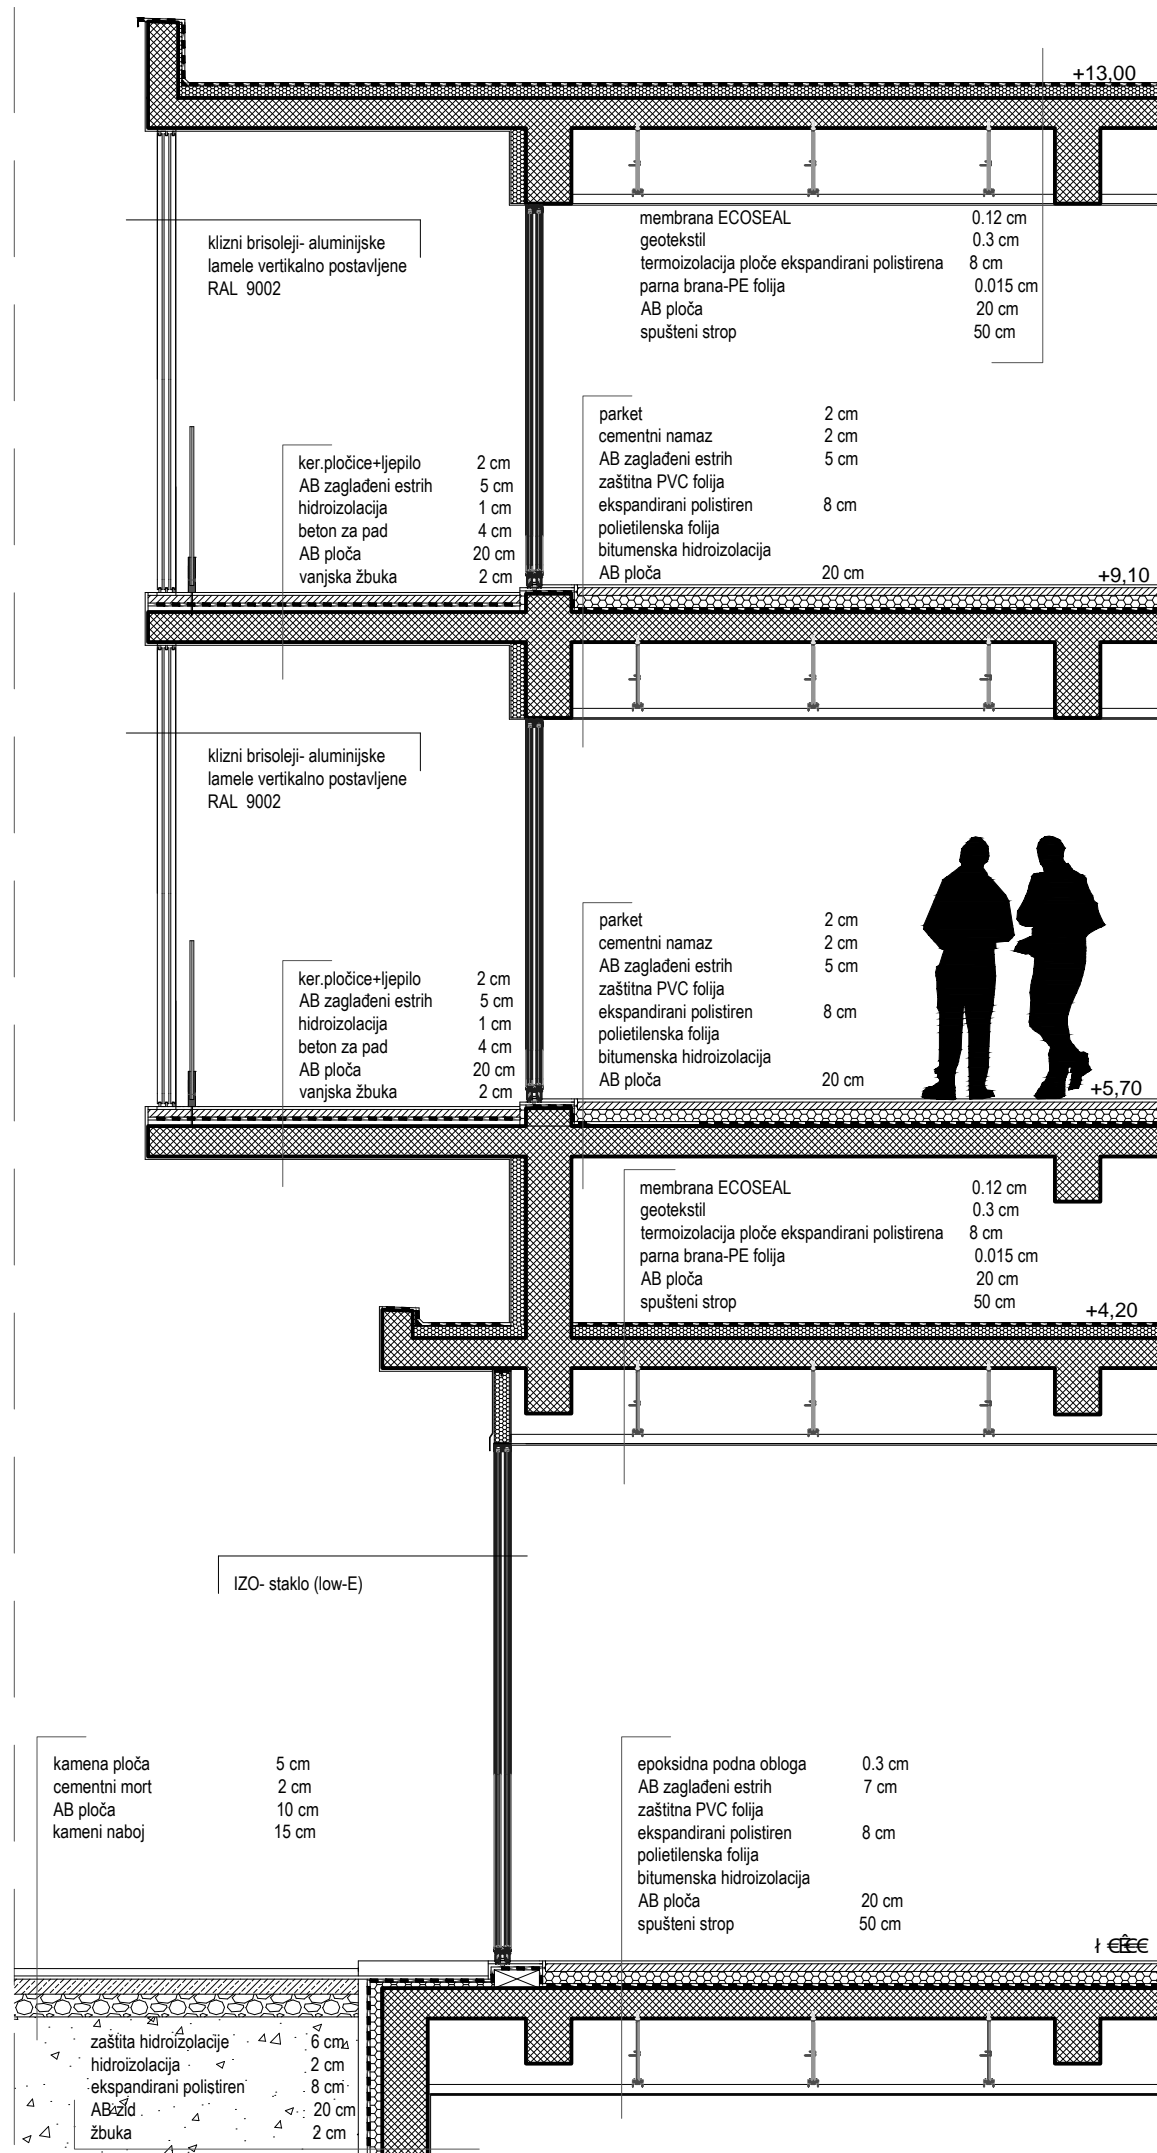 +13,00
membrana ECOSEAL 0.12 cm
geotekstil 0.3 cm
termoizolacija ploče ekspandirani polistirena 8 cm
parna brana-PE folija 0.015 cm
AB ploča 20 cm
spušteni strop 50 cm
klizni brisoleji- aluminijske
lamele vertikalno postavljene
RAL 9002
parket 2 cm
cementni namaz 2 cm
AB zaglađeni estrih 5 cm
zaštitna PVC folija
ekspandirani polistiren 8 cm
polietilenska folija
bitumenska hidroizolacija
AB ploča 20 cm
ker.pločice+ljepilo 2 cm
AB zaglađeni estrih 5 cm
hidroizolacija 1 cm
beton za pad 4 cm
AB ploča 20 cm
vanjska žbuka 2 cm
+9,10
klizni brisoleji- aluminijske
lamele vertikalno postavljene
RAL 9002
parket 2 cm
cementni namaz 2 cm
AB zaglađeni estrih 5 cm
zaštitna PVC folija
ekspandirani polistiren 8 cm
polietilenska folija
bitumenska hidroizolacija
AB ploča 20 cm
ker.pločice+ljepilo 2 cm
AB zaglađeni estrih 5 cm
hidroizolacija 1 cm
beton za pad 4 cm
AB ploča 20 cm
vanjska žbuka 2 cm
+5,70
membrana ECOSEAL 0.12 cm
geotekstil 0.3 cm
termoizolacija ploče ekspandirani polistirena 8 cm
parna brana-PE folija 0.015 cm
AB ploča 20 cm
spušteni strop 50 cm
+4,20
IZO- staklo (low-E)
kamena ploča 5 cm
cementni mort 2 cm
AB ploča 10 cm
kameni naboj 15 cm
epoksidna podna obloga 0.3 cm
AB zaglađeni estrih 7 cm
zaštitna PVC folija
ekspandirani polistiren 8 cm
polietilenska folija
bitumenska hidroizolacija
AB ploča 20 cm
spušteni strop 50 cm
zaštita hidroizolacije 6 cm
hidroizolacija 2 cm
ekspandirani polistiren 8 cm
AB zid 20 cm
žbuka 2 cm